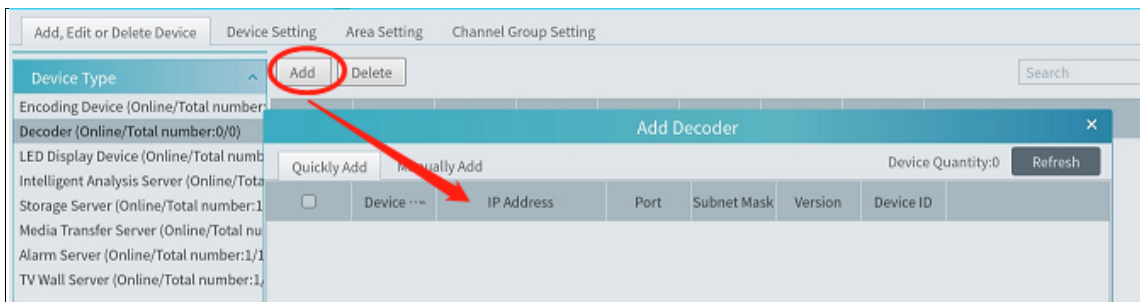 Add, Edit or Delete Device Device Setting Area Setting Channel Group Setting
Device Type Add Delete Search
Encoding Device (Online/Total number:
Decoder (Online/Total number:0/0)
Add Decoder ×
LED Display Device (Online/Total numb
Quickly Add Manually Add Device Quantity:0 Refresh
Intelligent Analysis Server (Online/Tota
Storage Server (Online/Total number:1
Device ··· IP Address Port Subnet Mask Version Device ID
Media Transfer Server (Online/Total nu
Alarm Server (Online/Total number:1/1
TV Wall Server (Online/Total number:1/